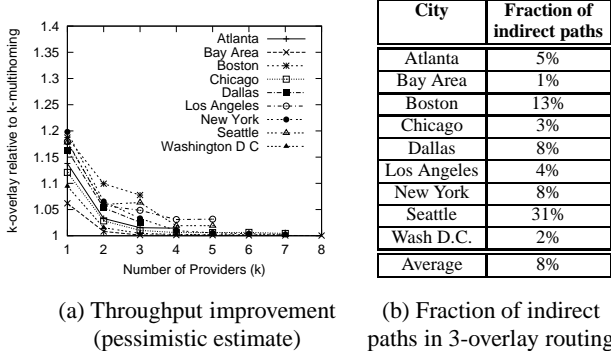 k-overlay relative to k-multihoming
1.4
1.35
1.3
1.25
1.2
1.15
1.1
1.05
1
1 2 3 4 5 6 7 8
Number of Providers (k)
Atlanta
Bay Area
Boston
Chicago
Dallas
Los Angeles
New York
Seattle
Washington D C
(a) Throughput improvement
(pessimistic estimate)
City Fraction of
indirect paths
Atlanta 5%
Bay Area 1%
Boston 13%
Chicago 3%
Dallas 8%
Los Angeles 4%
New York 8%
Seattle 31%
Wash D.C. 2%
Average 8%
(b) Fraction of indirect
paths in 3-overlay routing